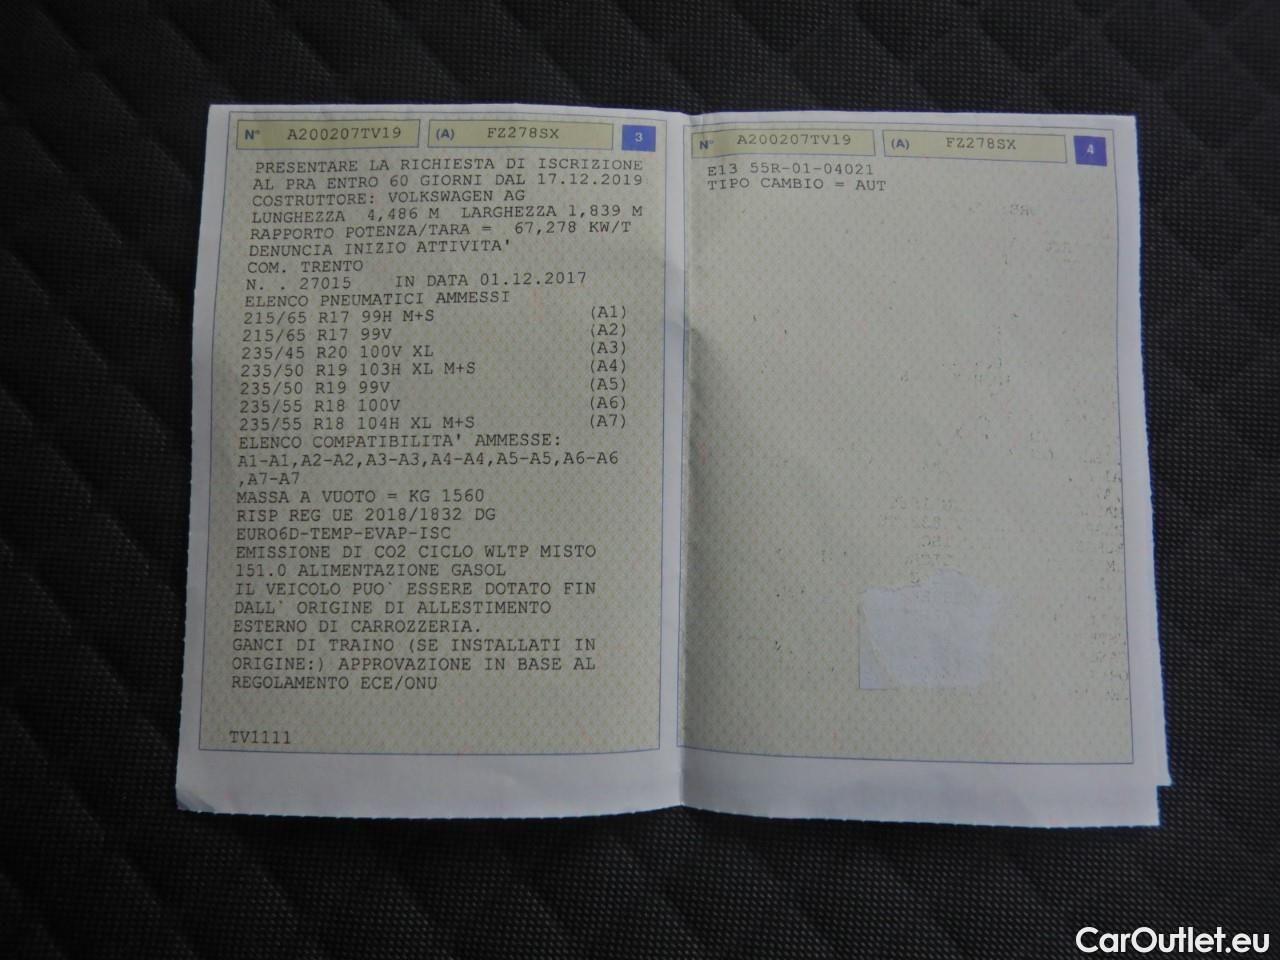 N° A200207TV19 (A) FZ278SX 3
PRESENTARE LA RICHIESTA DI ISCRIZIONE
AL PRA ENTRO 60 GIORNI DAL 17.12.2019
COSTRUTTORE: VOLKSWAGEN AG
LUNGHEZZA 4,486 M LARGHEZZA 1,839 M
RAPPORTO POTENZA/TARA = 67,278 KW/T
DENUNCIA INIZIO ATTIVITA'
COM. TRENTO
N. . 27015 IN DATA 01.12.2017
ELENCO PNEUMATICI AMMESSI
215/65 R17 99H M+S (A1)
215/65 R17 99V (A2)
235/45 R20 100V XL (A3)
235/50 R19 103H XL M+S (A4)
235/50 R19 99V (A5)
235/55 R18 100V (A6)
235/55 R18 104H XL M+S (A7)
ELENCO COMPATIBILITA' AMMESSE:
A1-A1,A2-A2,A3-A3,A4-A4,A5-A5,A6-A6
,A7-A7
MASSA A VUOTO = KG 1560
RISP REG UE 2018/1832 DG
EURO6D-TEMP-EVAP-ISC
EMISSIONE DI CO2 CICLO WLTP MISTO
151.0 ALIMENTAZIONE GASOL
IL VEICOLO PUO` ESSERE DOTATO FIN
DALL` ORIGINE DI ALLESTIMENTO
ESTERNO DI CARROZZERIA.
GANCI DI TRAINO (SE INSTALLATI IN
ORIGINE:) APPROVAZIONE IN BASE AL
REGOLAMENTO ECE/ONU
TV1111
N° A200207TV19 (A) FZ278SX 4
E13 55R-01-04021
TIPO CAMBIO = AUT
CarOutlet.eu